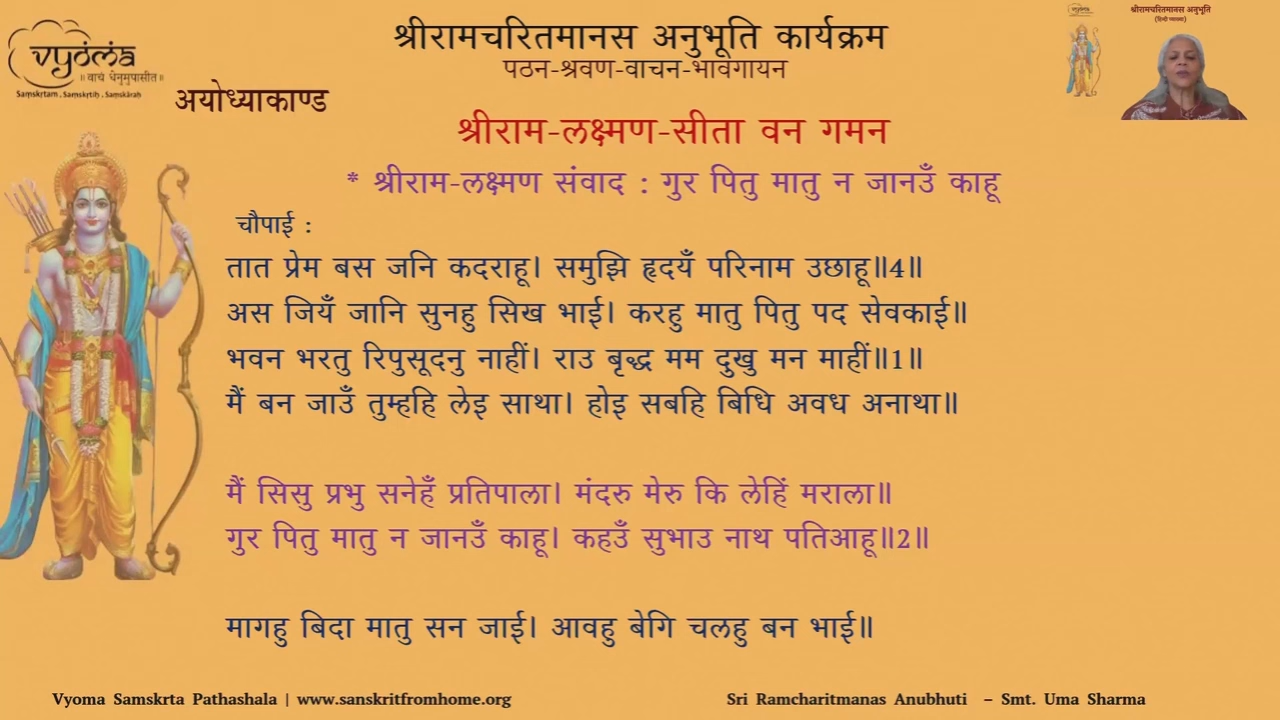 vyoma
॥ वाचं धेनुमुपासीत ॥
Saṃskṛtam . Saṃskṛtiḥ . Saṃskāraḥ
श्रीरामचरितमानस अनुभूति कार्यक्रम
पठन-श्रवण-वाचन-भावगायन
श्रीरामचरितमानस अनुभूति
(हिन्दी व्याख्या)
अयोध्याकाण्ड
श्रीराम-लक्ष्मण-सीता वन गमन
* श्रीराम-लक्ष्मण संवाद : गुर पितु मातु न जानउँ काहू
चौपाई :
तात प्रेम बस जनि कदराहू। समुझि हृदयँ परिनाम उछाहू॥4॥
अस जियँ जानि सुनहु सिख भाई। करहु मातु पितु पद सेवकाई॥
भवन भरतु रिपुसूदनु नाहीं। राउ बृद्ध मम दुखु मन माहीं॥1॥
मैं बन जाउँ तुम्हहि लेइ साथा। होइ सबहि बिधि अवध अनाथा॥
मैं सिसु प्रभु सनेहँ प्रतिपाला। मंदरु मेरु कि लेहिं मराला॥
गुर पितु मातु न जानउँ काहू। कहउँ सुभाउ नाथ पतिआहू॥2॥
मागहु बिदा मातु सन जाई। आवहु बेगि चलहु बन भाई॥
Vyoma Samskrta Pathashala | www.sanskritfromhome.org
Sri Ramcharitmanas Anubhuti – Smt. Uma Sharma